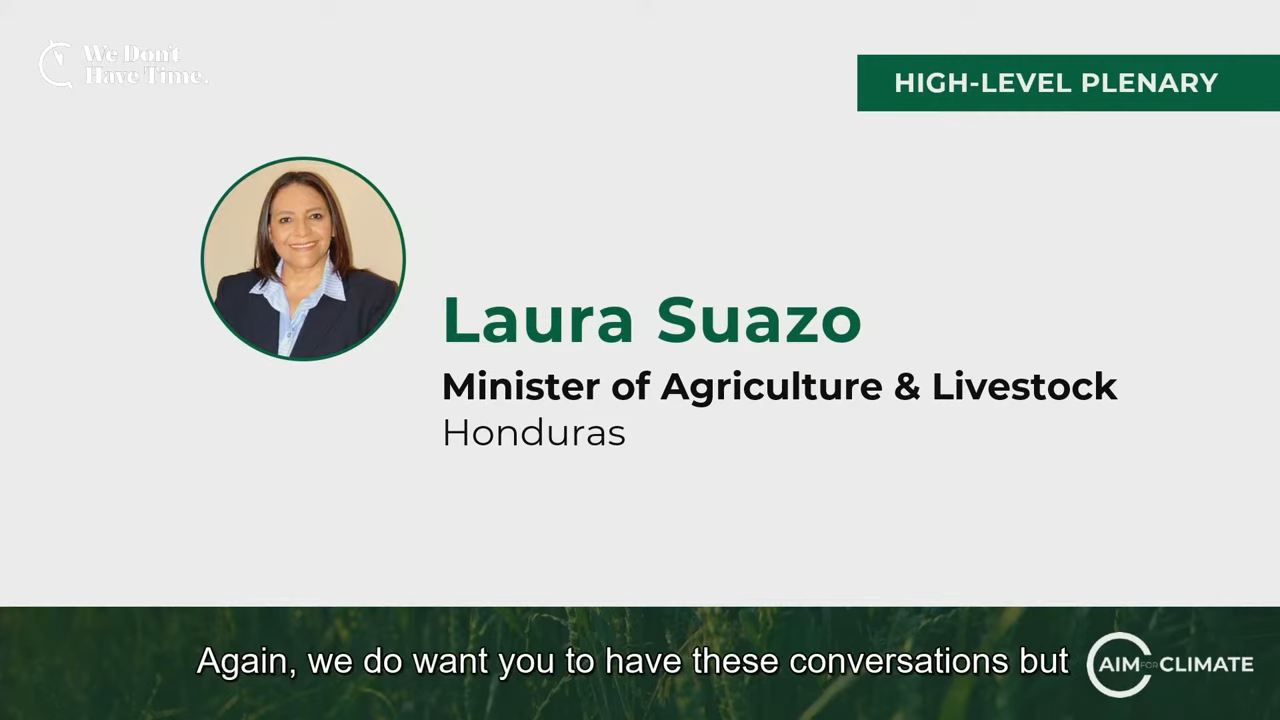 We Don't
Have Time.
HIGH-LEVEL PLENARY
Laura Suazo
Minister of Agriculture & Livestock
Honduras
Again, we do want you to have these conversations but
AIM FOR CLIMATE